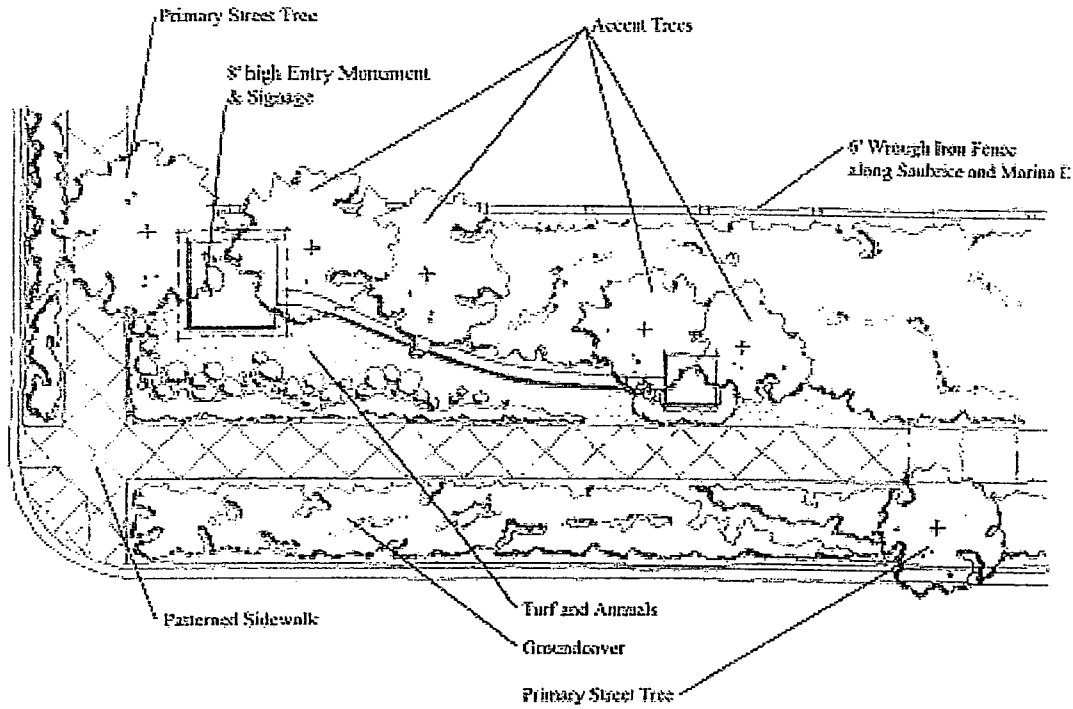 Primary Street Tree
Accent Trees
8' high Entry Monument
& Signage
6' Wrough Iron Fence
along and Marina
Turf and Annuals
Patterned Sidewalk
Groundcover
Primary Street Tree